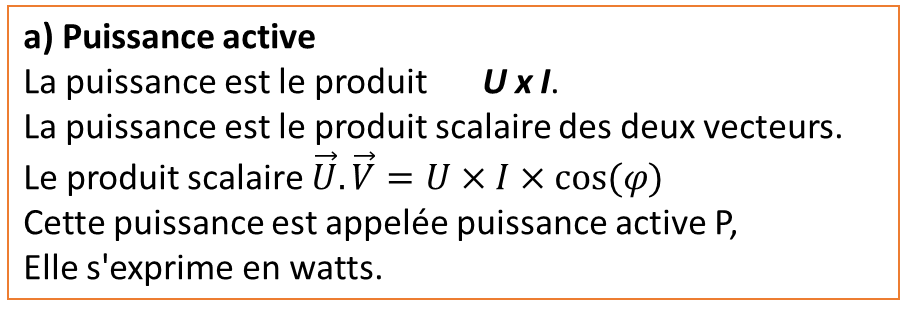 a) Puissance active
La puissance est le produit U x I.
La puissance est le produit scalaire des deux vecteurs.
Le produit scalaire U⃗.V⃗ = U × I × cos(φ)
Cette puissance est appelée puissance active P,
Elle s'exprime en watts.